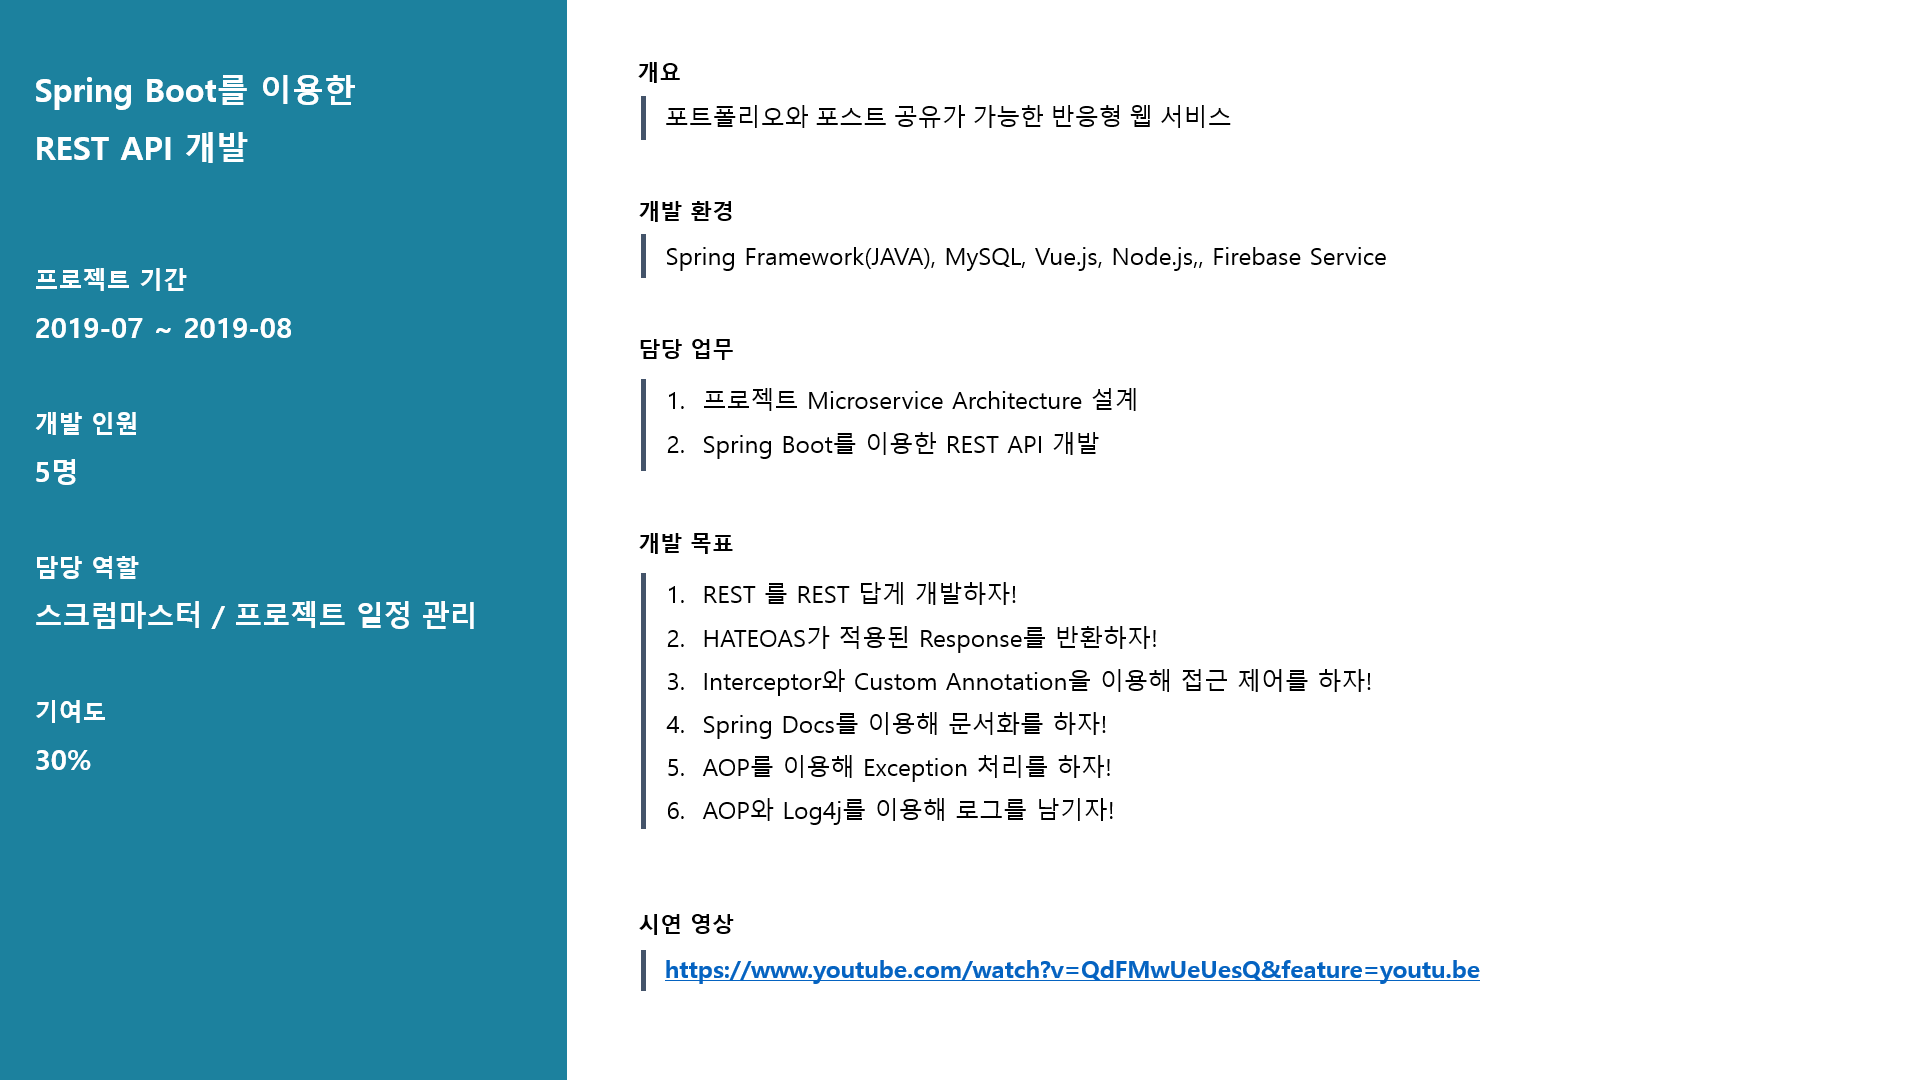 Spring Boot를 이용한
REST API 개발
프로젝트 기간
2019-07 ~ 2019-08
개발 인원
5명
담당 역할
스크럼마스터 / 프로젝트 일정 관리
기여도
30%
개요
포트폴리오와 포스트 공유가 가능한 반응형 웹 서비스
개발 환경
Spring Framework(JAVA), MySQL, Vue.js, Node.js,, Firebase Service
담당 업무
1. 프로젝트 Microservice Architecture 설계
2. Spring Boot를 이용한 REST API 개발
개발 목표
1. REST 를 REST 답게 개발하자!
2. HATEOAS가 적용된 Response를 반환하자!
3. Interceptor와 Custom Annotation을 이용해 접근 제어를 하자!
4. Spring Docs를 이용해 문서화를 하자!
5. AOP를 이용해 Exception 처리를 하자!
6. AOP와 Log4j를 이용해 로그를 남기자!
시연 영상
https://www.youtube.com/watch?v=QdFMwUeUesQ&feature=youtu.be